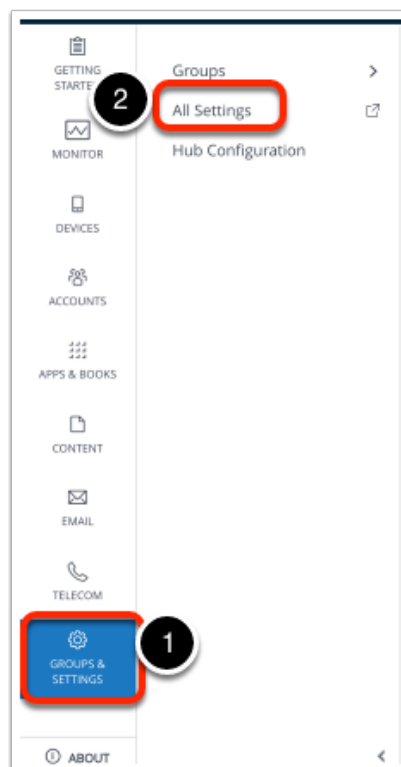 GETTING
Groups
2
All Settings
MONITOR
Hub Configuration
DEVICES
ACCOUNTS
APPS & BOOKS
CONTENT
EMAIL
TELECOM
1
GROUPS &
SETTINGS
ABOUT